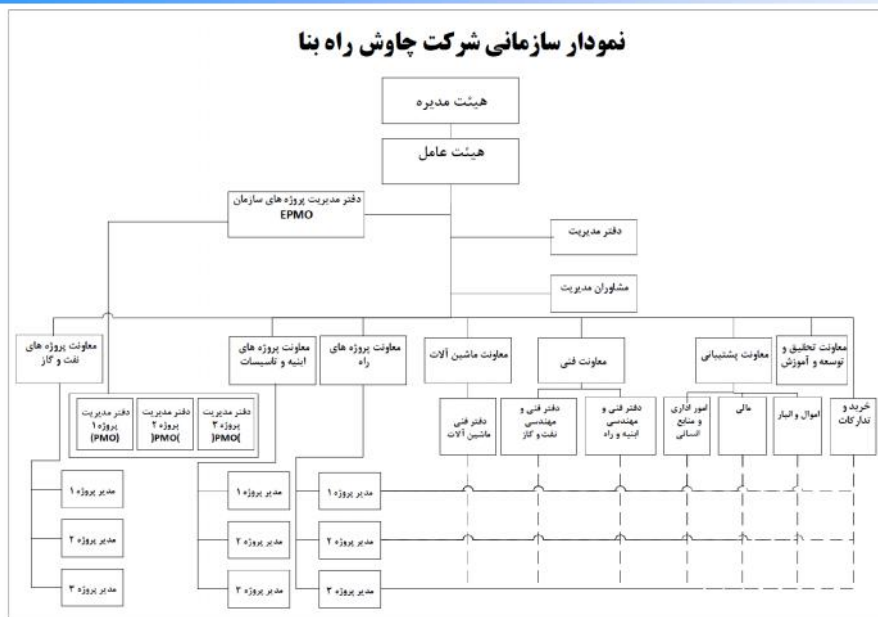 نمودار سازمانی شرکت چاوش راه بنا
هیئت مدیره
هیئت عامل
دفتر مدیریت پروژه های سازمان
EPMO
دفتر مدیریت
مشاوران مدیریت
معاونت تحقیق و
توسعه و آموزش
معاونت پشتیبانی
معاونت فنی
معاونت ماشین آلات
معاونت پروژه های
راه
معاونت پروژه های
ابنیه و تاسیسات
معاونت پروژه های
نفت و گاز
خرید و
تدارکات
اموال و انبار
مالی
امور اداری
و منابع
انسانی
دفتر فنی و
مهندسی
ابنیه و راه
دفتر فنی و
مهندسی
نفت و گاز
دفتر فنی
ماشین آلات
دفتر مدیریت
پروژه ۳
)PMO(
دفتر مدیریت
پروژه ۲
)PMO(
دفتر مدیریت
پروژه ۱
(PMO)
مدیر پروژه ۱
مدیر پروژه ۱
مدیر پروژه ۱
مدیر پروژه ۲
مدیر پروژه ۲
مدیر پروژه ۲
مدیر پروژه ۳
مدیر پروژه ۳
مدیر پروژه ۳